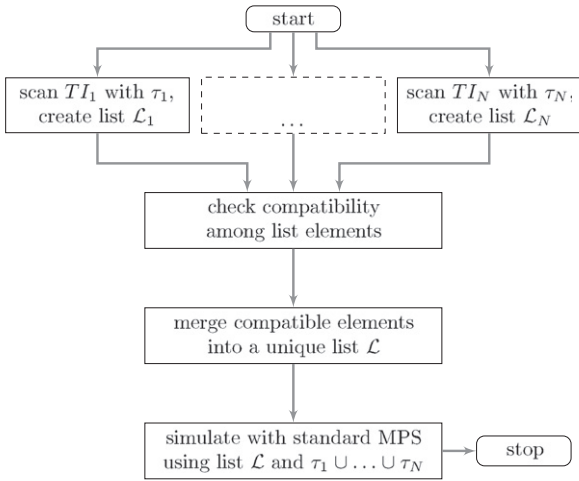 start
scan TI₁ with τ₁,
create list ℒ₁
...
scan TI_N with τ_N,
create list ℒ_N
check compatibility
among list elements
merge compatible elements
into a unique list ℒ
simulate with standard MPS
using list ℒ and τ₁ ∪ ... ∪ τ_N
stop